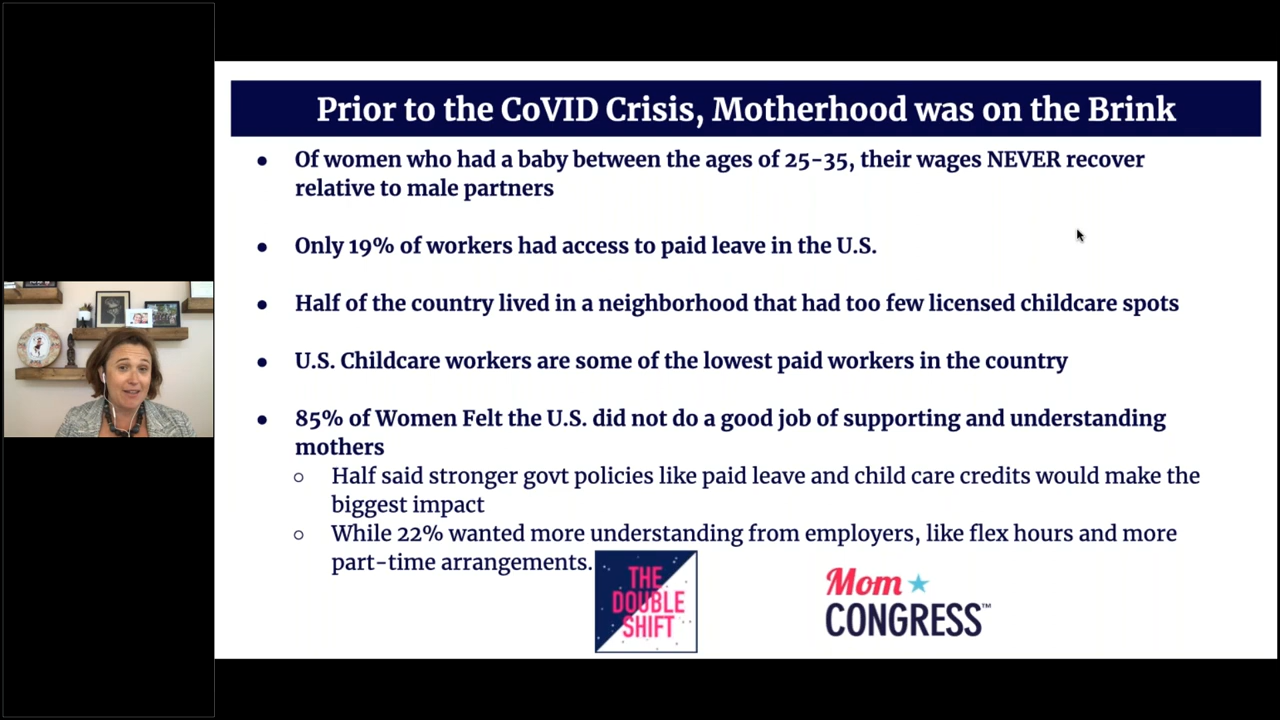 Prior to the CoVID Crisis, Motherhood was on the Brink
● Of women who had a baby between the ages of 25-35, their wages NEVER recover
relative to male partners
● Only 19% of workers had access to paid leave in the U.S.
● Half of the country lived in a neighborhood that had too few licensed childcare spots
● U.S. Childcare workers are some of the lowest paid workers in the country
● 85% of Women Felt the U.S. did not do a good job of supporting and understanding
mothers
○ Half said stronger govt policies like paid leave and child care credits would make the
biggest impact
○ While 22% wanted more understanding from employers, like flex hours and more
part-time arrangements.
THE
DOUBLE
SHIFT
Mom
CONGRESS™